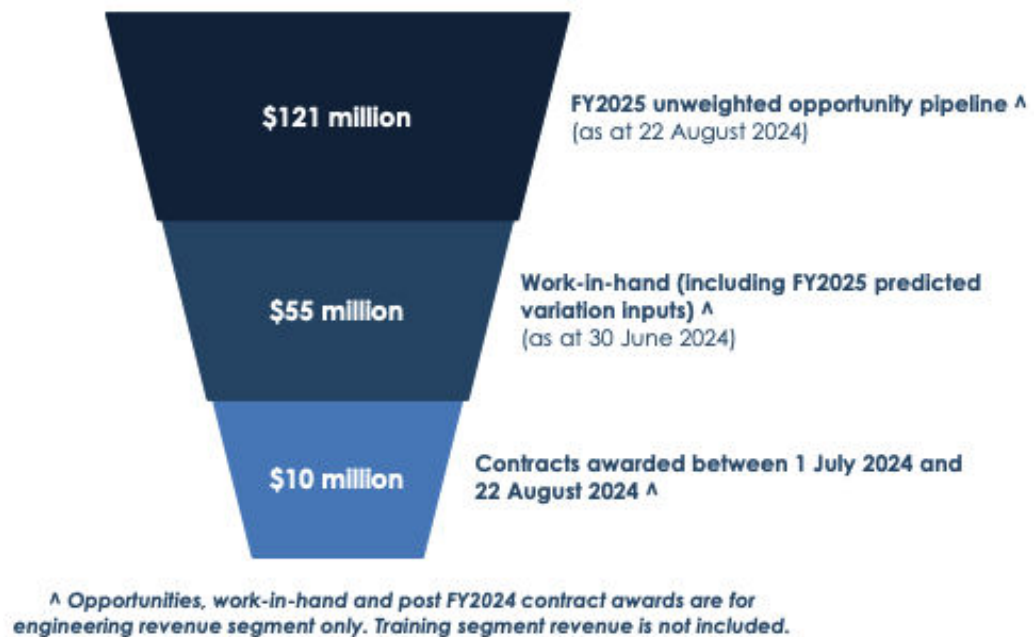 $121 million
FY2025 unweighted opportunity pipeline ^
(as at 22 August 2024)
$55 million
Work-in-hand (including FY2025 predicted
variation inputs) ^
(as at 30 June 2024)
$10 million
Contracts awarded between 1 July 2024 and
22 August 2024 ^
^ Opportunities, work-in-hand and post FY2024 contract awards are for
engineering revenue segment only. Training segment revenue is not included.